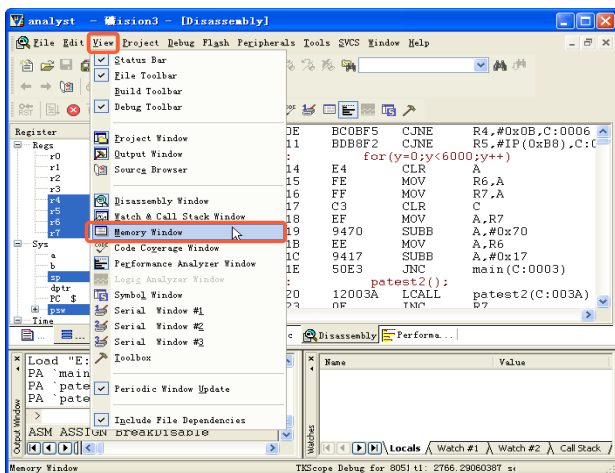 analyst - µVision3 - [Disassembly]
File Edit View Project Debug Flash Peripherals Tools SVCS Window Help
Status Bar
File Toolbar
Build Toolbar
Debug Toolbar
Project Window
Output Window
Source Browser
Disassembly Window
Watch & Call Stack Window
Memory Window
Code Coverage Window
Performance Analyzer Window
Logic Analyzer Window
Symbol Window
Serial Window #1
Serial Window #2
Serial Window #3
Toolbox
Periodic Window Update
Include File Dependencies
RST
Register
Regs
r0
r1
r2
r3
r4
r5
r6
r7
Sys
a
b
sp
dptr
PC $
psw
Time
0E BC0BF5 CJNE R4,#0x0B,C:0006
11 BDB8F2 CJNE R5,#IP(0xB8),C:(
: for(y=0;y<6000;y++)
14 E4 CLR A
15 FE MOV R6,A
16 FF MOV R7,A
17 C3 CLR C
18 EF MOV A,R7
19 9470 SUBB A,#0x70
1B EE MOV A,R6
1C 9417 SUBB A,#0x17
1E 50E3 JNC main(C:0003)
: patest2();
20 12003A LCALL patest2(C:003A)
23 0F INC R7
c Disassembly Performa...
Load "E:
PA `main
PA `pate
PA `pate
>
ASM ASSIGN BreakDisable
Output Window
Name Value
Locals Watch #1 Watch #2 Call Stack
Watches
Memory Window TKScope Debug for 8051 t1: 2766.29060387 se